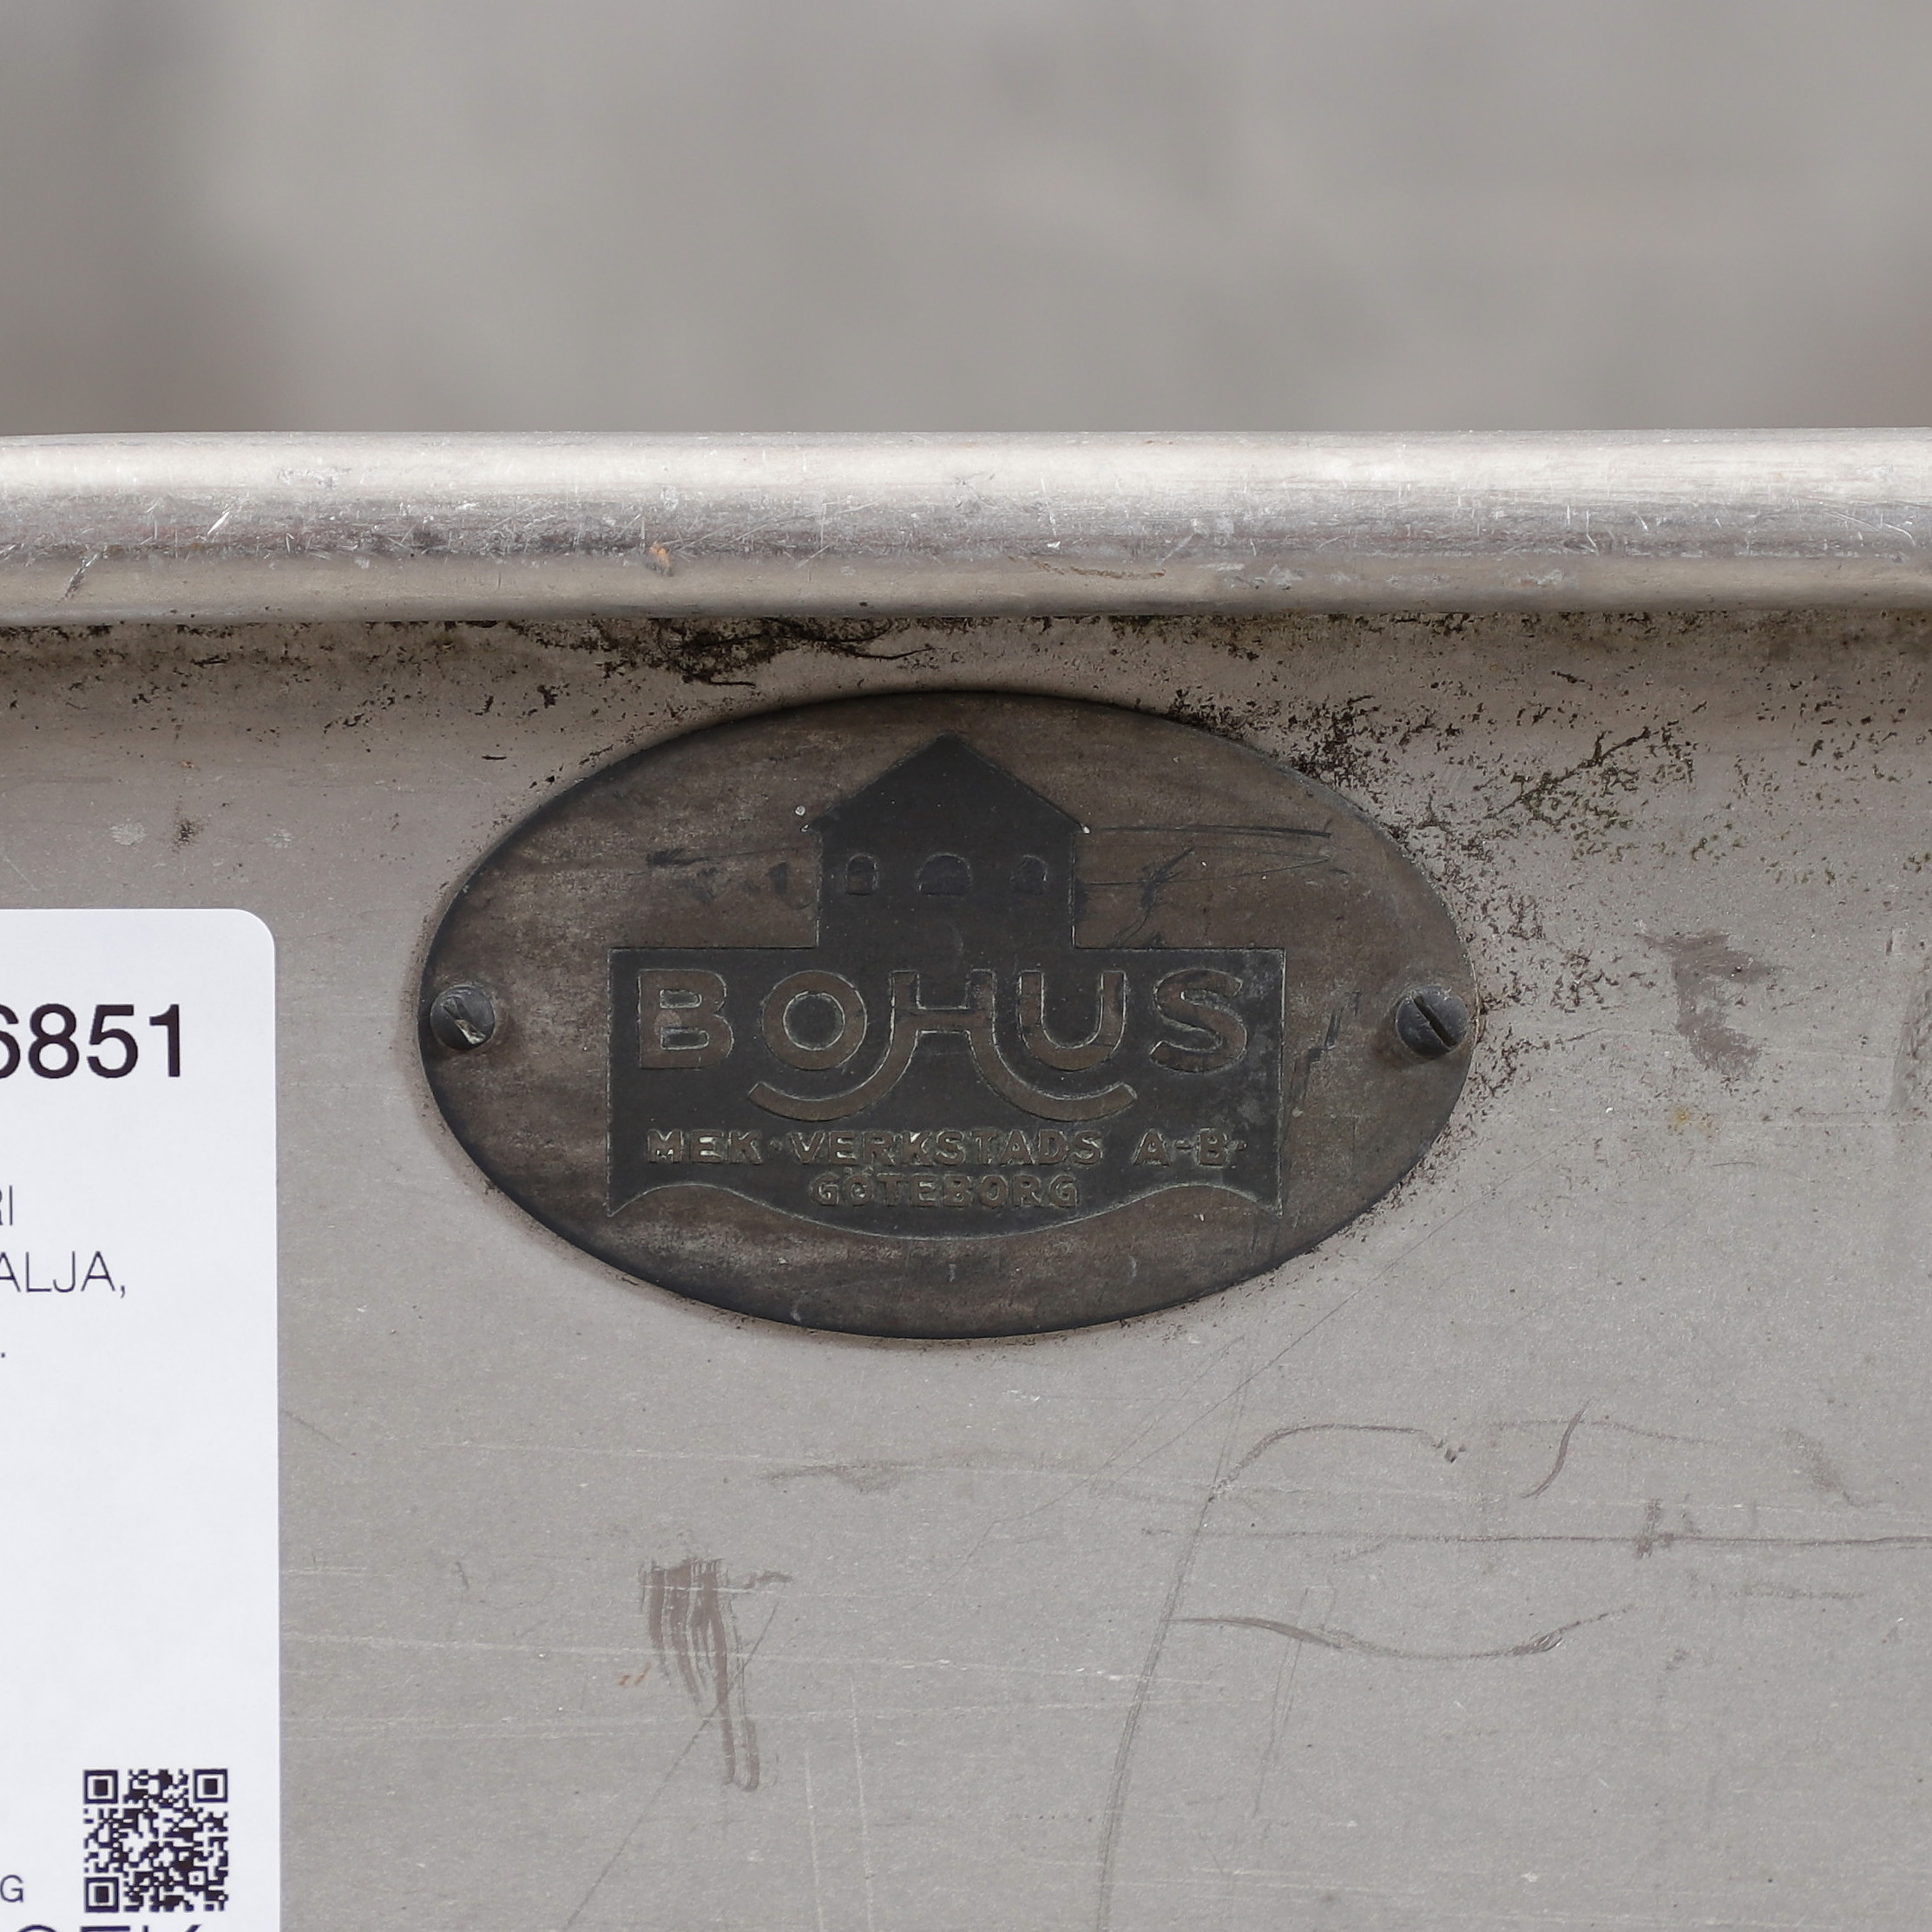 BOHUS
MEK·VERKSTADS A-B·
GÖTEBORG
6851
RI
ALJA,
.
G